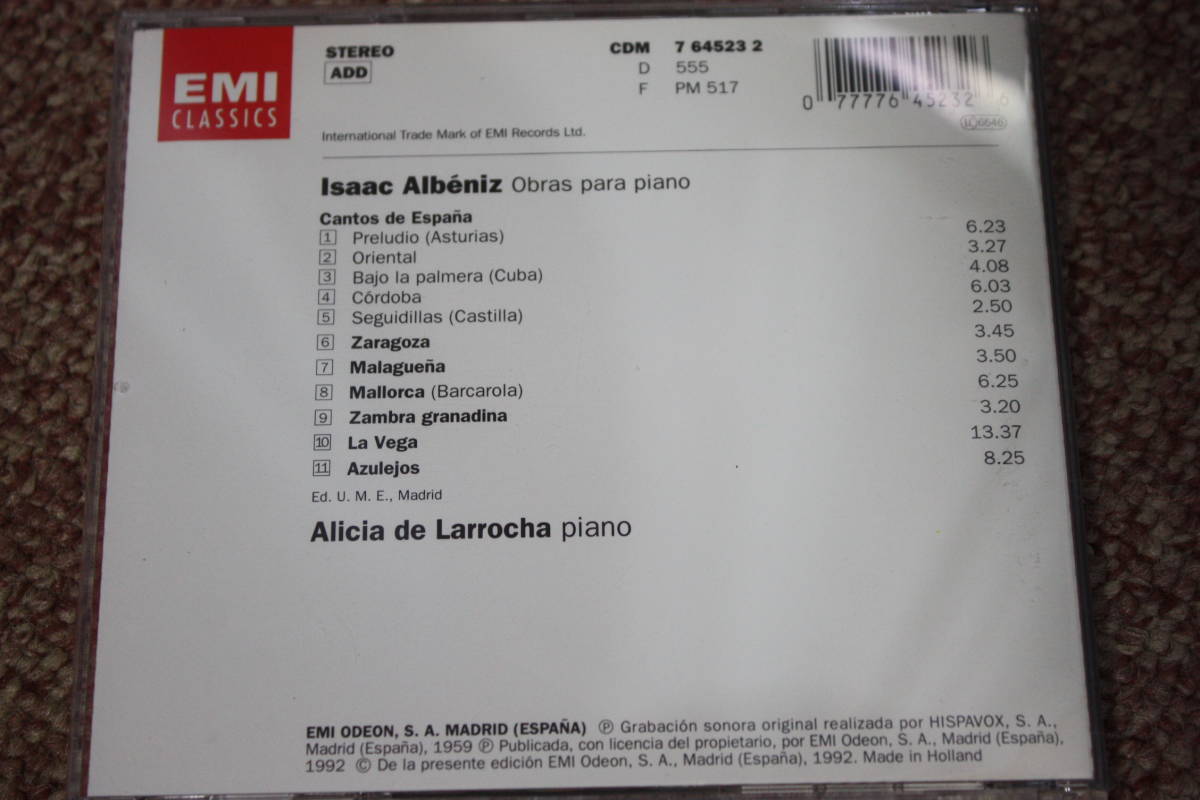 EMI
CLASSICS
STEREO
ADD
CDM 7 64523 2
D 555
F PM 517
0 77776 45232 6
LC 6646
International Trade Mark of EMI Records Ltd.
Isaac Albéniz Obras para piano
Cantos de España
1 Preludio (Asturias) 6.23
2 Oriental 3.27
3 Bajo la palmera (Cuba) 4.08
4 Córdoba 6.03
5 Seguidillas (Castilla) 2.50
6 Zaragoza 3.45
7 Malagueña 3.50
8 Mallorca (Barcarola) 6.25
9 Zambra granadina 3.20
10 La Vega 13.37
11 Azulejos 8.25
Ed. U. M. E., Madrid
Alicia de Larrocha piano
EMI ODEON, S. A. MADRID (ESPAÑA) ℗ Grabación sonora original realizada por HISPAVOX, S. A.,
Madrid (España), 1959 ℗ Publicada, con licencia del propietario, por EMI Odeon, S. A., Madrid (España),
1992 © De la presente edición EMI Odeon, S. A., Madrid (España), 1992. Made in Holland